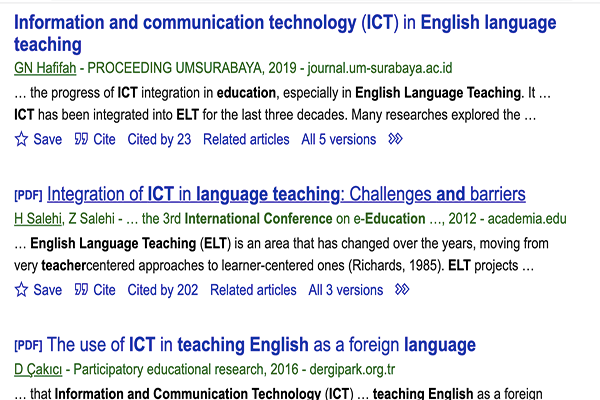 Information and communication technology (ICT) in English language
teaching
GN Hafifah - PROCEEDING UMSURABAYA, 2019 - journal.um-surabaya.ac.id
… the progress of ICT integration in education, especially in English Language Teaching. It …
ICT has been integrated into ELT for the last three decades. Many researches explored the …
Save Cite Cited by 23 Related articles All 5 versions
[PDF] Integration of ICT in language teaching: Challenges and barriers
H Salehi, Z Salehi - … the 3rd International Conference on e-Education …, 2012 - academia.edu
… English Language Teaching (ELT) is an area that has changed over the years, moving from
very teachercentered approaches to learner-centered ones (Richards, 1985). ELT projects …
Save Cite Cited by 202 Related articles All 3 versions
[PDF] The use of ICT in teaching English as a foreign language
D Çakıcı - Participatory educational research, 2016 - dergipark.org.tr
… that Information and Communication Technology (ICT) … teaching English as a foreign